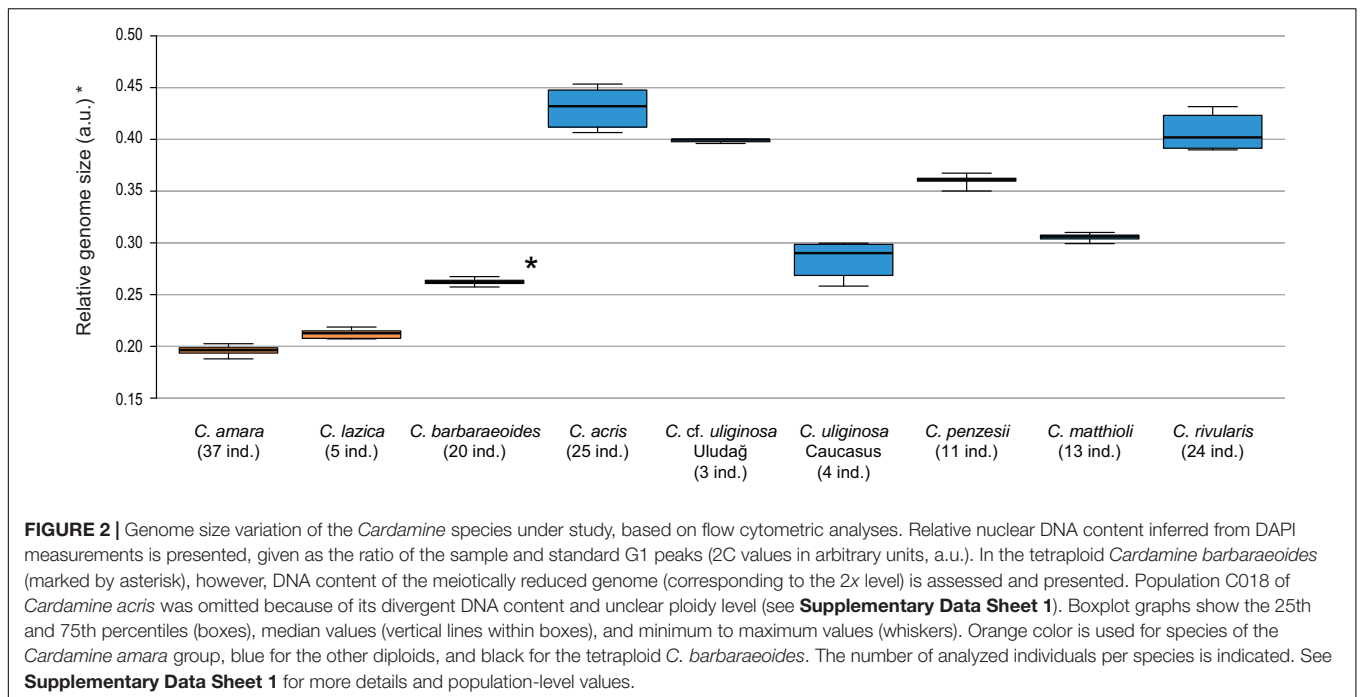 0.50
0.45
0.40
0.35
0.30
0.25
0.20
0.15
Relative genome size (a.u.) *
*
C. amara
(37 ind.)
C. lazica
(5 ind.)
C. barbaraeoides
(20 ind.)
C. acris
(25 ind.)
C. cf. uliginosa
Uludağ
(3 ind.)
C. uliginosa
Caucasus
(4 ind.)
C. penzesii
(11 ind.)
C. matthioli
(13 ind.)
C. rivularis
(24 ind.)
FIGURE 2 | Genome size variation of the Cardamine species under study, based on flow cytometric analyses. Relative nuclear DNA content inferred from DAPI
measurements is presented, given as the ratio of the sample and standard G1 peaks (2C values in arbitrary units, a.u.). In the tetraploid Cardamine barbaraeoides
(marked by asterisk), however, DNA content of the meiotically reduced genome (corresponding to the 2x level) is assessed and presented. Population C018 of
Cardamine acris was omitted because of its divergent DNA content and unclear ploidy level (see Supplementary Data Sheet 1). Boxplot graphs show the 25th
and 75th percentiles (boxes), median values (vertical lines within boxes), and minimum to maximum values (whiskers). Orange color is used for species of the
Cardamine amara group, blue for the other diploids, and black for the tetraploid C. barbaraeoides. The number of analyzed individuals per species is indicated. See
Supplementary Data Sheet 1 for more details and population-level values.